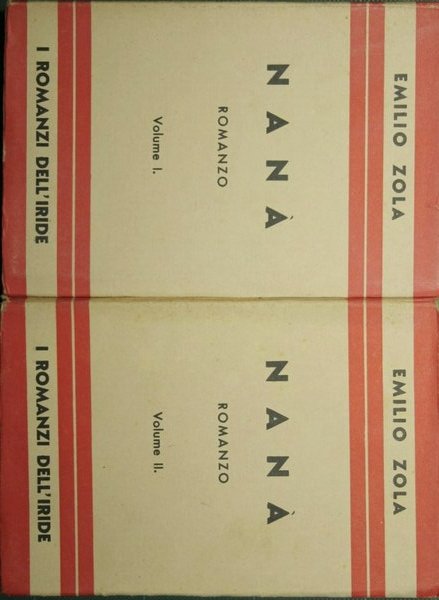 EMILIO ZOLA
NANÀ
ROMANZO
Volume I.
I ROMANZI DELL'IRIDE
EMILIO ZOLA
NANÀ
ROMANZO
Volume II.
I ROMANZI DELL'IRIDE